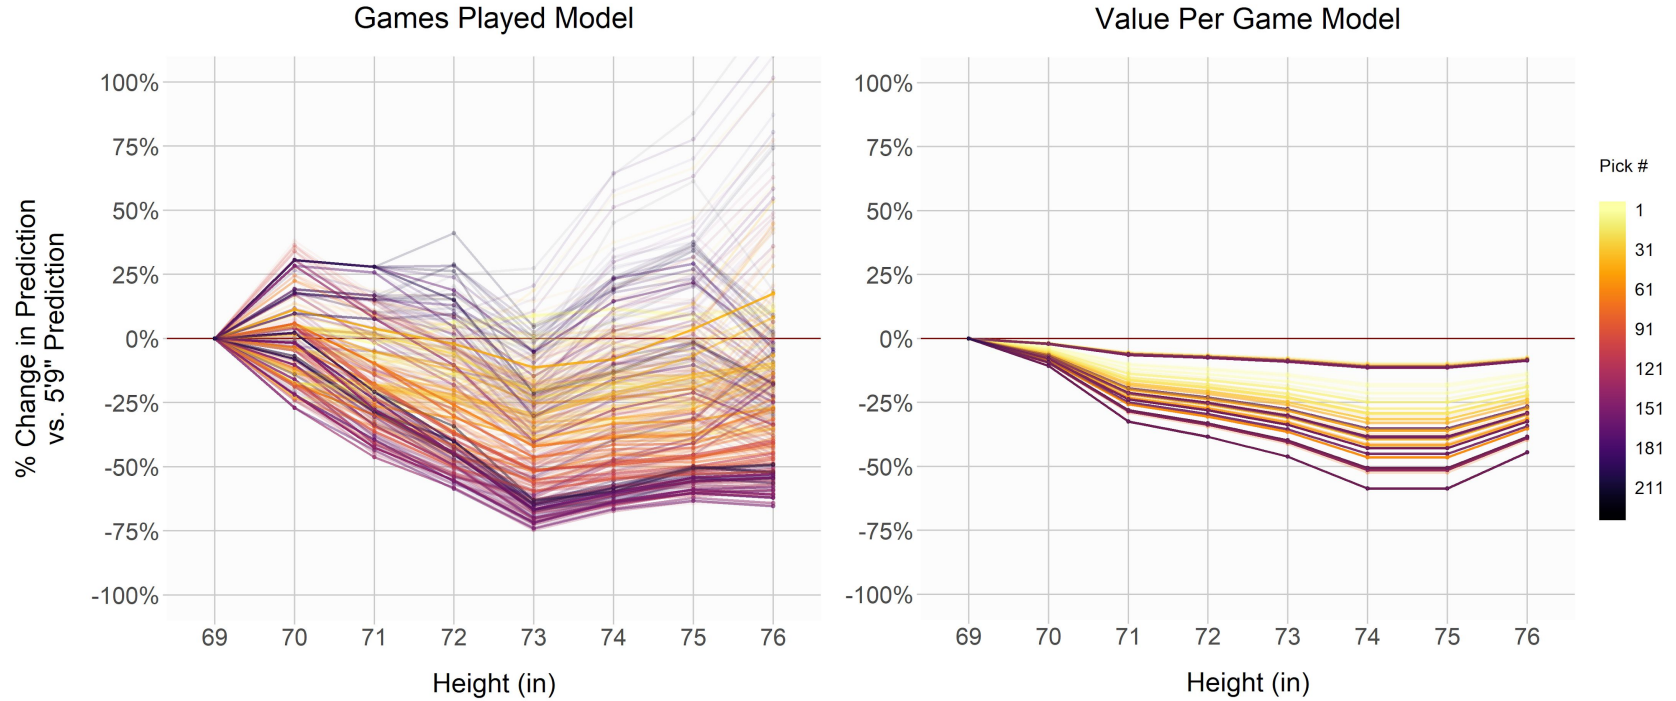 Games Played Model
Value Per Game Model
% Change in Prediction
vs. 5'9" Prediction
100%
75%
50%
25%
0%
-25%
-50%
-75%
-100%
69 70 71 72 73 74 75 76
Height (in)
100%
75%
50%
25%
0%
-25%
-50%
-75%
-100%
69 70 71 72 73 74 75 76
Height (in)
Pick #
1
31
61
91
121
151
181
211